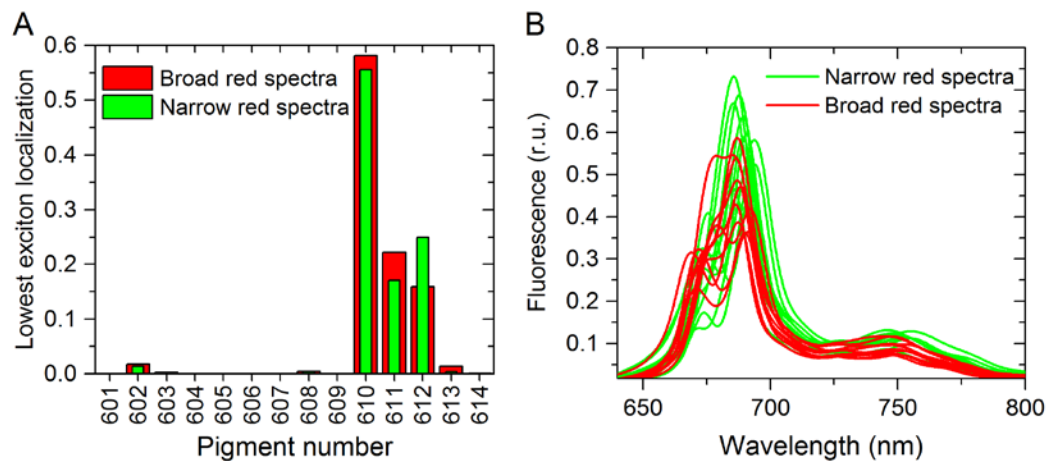 A
Lowest exciton localization
0.6
0.5
0.4
0.3
0.2
0.1
0.0
Broad red spectra
Narrow red spectra
601 602 603 604 605 606 607 608 609 610 611 612 613 614
Pigment number
B
Fluorescence (r.u.)
0.8
0.7
0.6
0.5
0.4
0.3
0.2
0.1
Narrow red spectra
Broad red spectra
650 700 750 800
Wavelength (nm)